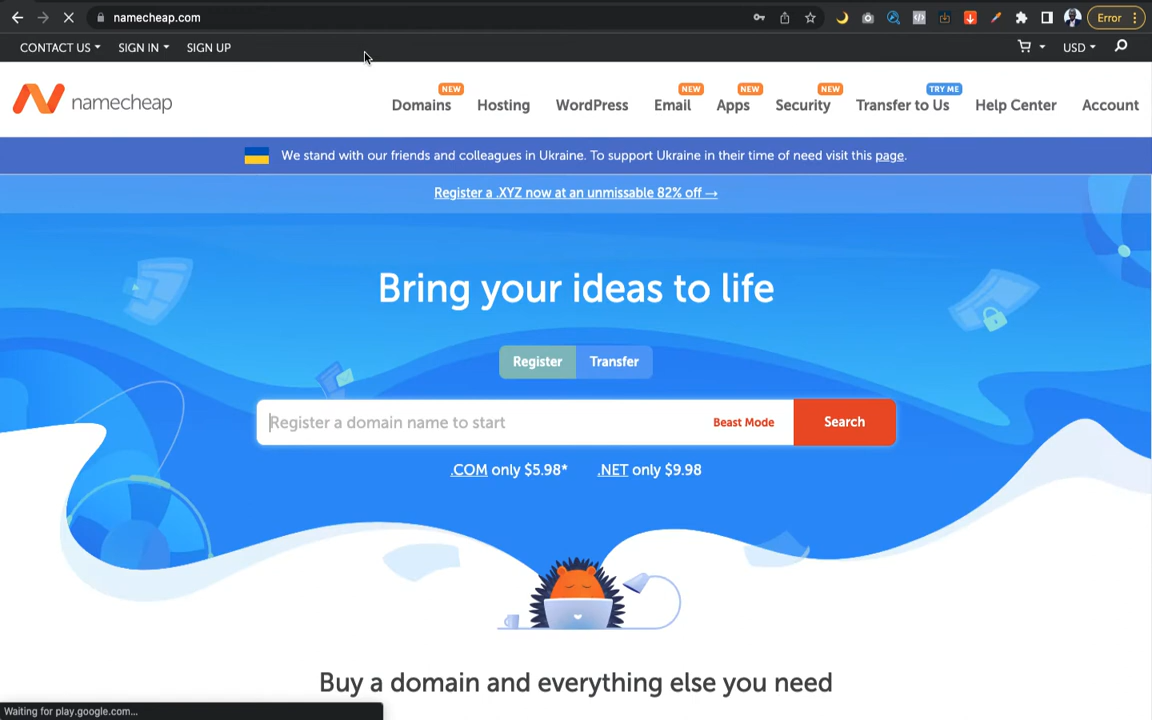 namecheap.com
Error
CONTACT US SIGN IN SIGN UP USD
namecheap
NEW NEW NEW NEW TRY ME
Domains Hosting WordPress Email Apps Security Transfer to Us Help Center Account
We stand with our friends and colleagues in Ukraine. To support Ukraine in their time of need visit this page.
Register a .XYZ now at an unmissable 82% off →
Bring your ideas to life
Register Transfer
Register a domain name to start Beast Mode Search
.COM only $5.98* .NET only $9.98
Buy a domain and everything else you need
Waiting for play.google.com...